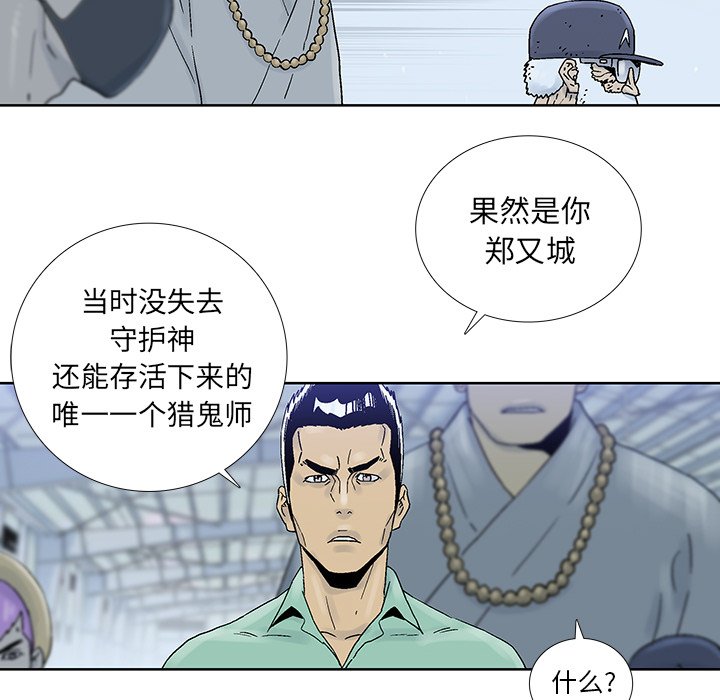 果然是你
郑又城
当时没失去
守护神
还能存活下来的
唯一一个猎鬼师
什么?